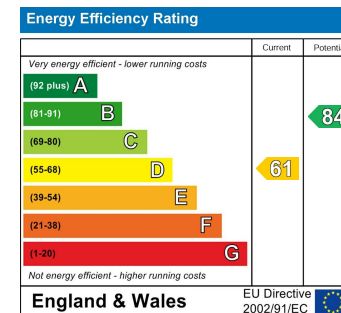 Energy Efficiency Rating
Current Potenti
Very energy efficient - lower running costs
(92 plus) A
(81-91) B
84
(69-80) C
(55-68) D
61
(39-54) E
(21-38) F
(1-20) G
Not energy efficient - higher running costs
England & Wales
EU Directive
2002/91/EC